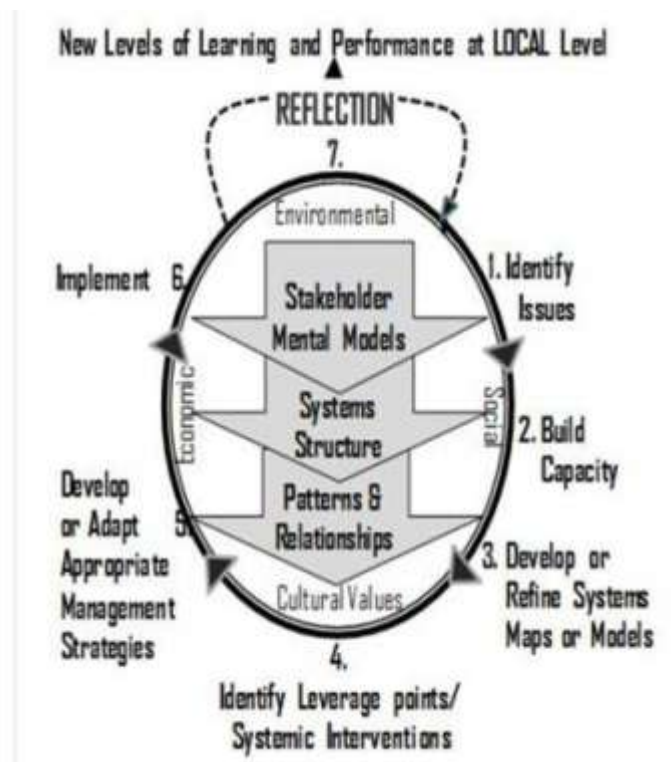 New Levels of Learning and Performance at LOCAL Level
REFLECTION
7.
Environmental
1. Identify
Issues
Social
2. Build
Capacity
3. Develop or
Refine Systems
Maps or Models
4.
Identify Leverage points/
Systemic Interventions
Cultural Values
5.
Develop
or Adapt
Appropriate
Management
Strategies
Economic
Implement 6.
Stakeholder
Mental Models
Systems
Structure
Patterns &
Relationships